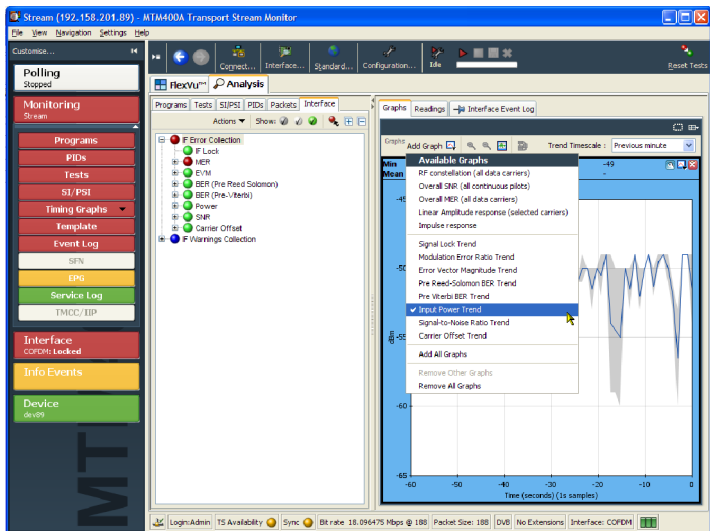 Stream (192.158.201.89) - MTM400A Transport Stream Monitor
File View Navigation Settings Help
Customise...
Connect... Interface... Standard... Configuration... Idle Reset Tests
Polling
Stopped
FlexVu™ Analysis
Monitoring
Stream
Programs Tests SI/PSI PIDs Packets Interface
Graphs Readings Interface Event Log
Actions Show:
Programs
PIDs
Tests
SI/PSI
Timing Graphs
Template
Event Log
SFN
EPG
Service Log
TMCC/IIP
Interface
COFDM: Locked
Info Events
Device
dev89
MTM
IF Error Collection
IF Lock
MER
EVM
BER (Pre Reed Solomon)
BER (Pre-Viterbi)
Power
SNR
Carrier Offset
IF Warnings Collection
Graphs Add Graph Trend Timescale : Previous minute
Min -49
Mean -
Available Graphs
RF constellation (all data carriers)
Overall SNR (all continuous pilots)
Overall MER (all data carriers)
Linear Amplitude response (selected carriers)
Impulse response
Signal Lock Trend
Modulation Error Ratio Trend
Error Vector Magnitude Trend
Pre Reed-Solomon BER Trend
Pre Viterbi BER Trend
Input Power Trend
Signal-to-Noise Ratio Trend
Carrier Offset Trend
Add All Graphs
Remove Other Graphs
Remove All Graphs
-45
-50
dBm
-55
-60
-65
-60 -50 -40 -30 -20 -10 0
Time (seconds) (1s samples)
Login:Admin TS Availability Sync Bit rate 18.096475 Mbps @ 188 Packet Size: 188 DVB No Extensions Interface: COFDM